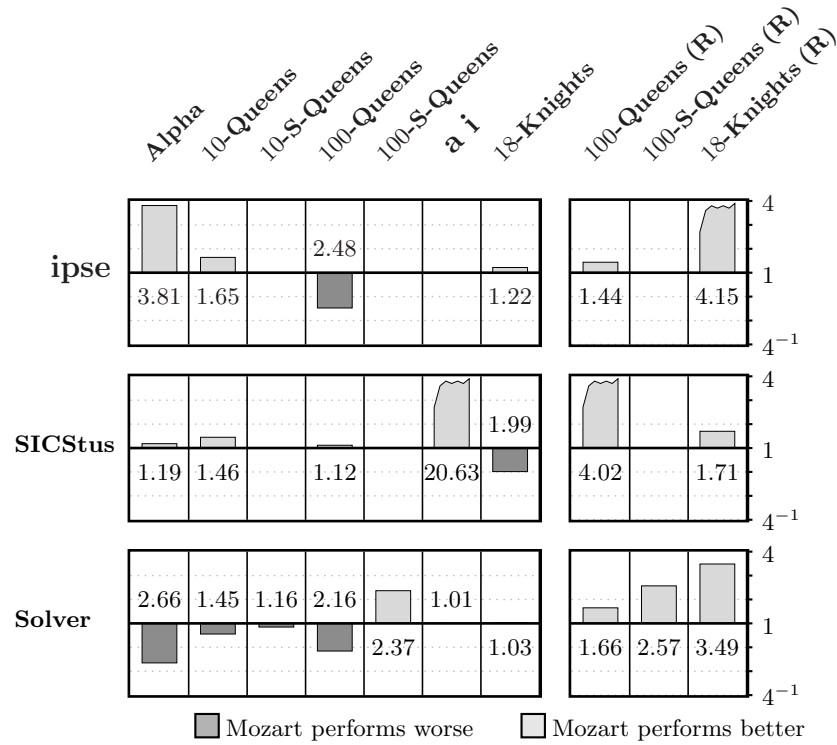 Alpha
10-Queens
10-S-Queens
100-Queens
100-S-Queens
a i
18-Knights
100-Queens (R)
100-S-Queens (R)
18-Knights (R)
ipse
2.48
3.81 1.65 1.22 1.44 4.15
4
1
4⁻¹
SICStus
1.99
1.19 1.46 1.12 20.63 4.02 1.71
4
1
4⁻¹
Solver
2.66 1.45 1.16 2.16 1.01
2.37 1.03 1.66 2.57 3.49
4
1
4⁻¹
Mozart performs worse
Mozart performs better